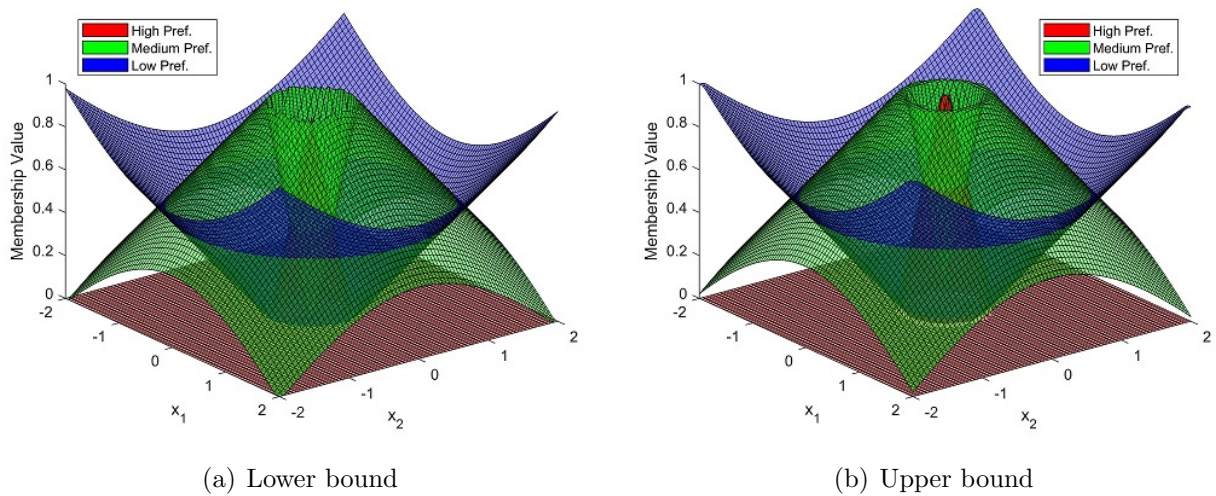 High Pref.
Medium Pref.
Low Pref.
1
0.8
0.6
0.4
0.2
0
Membership Value
-2
-1
0
1
2
x1
-2
-1
0
1
2
x2
(a) Lower bound
High Pref.
Medium Pref.
Low Pref.
1
0.8
0.6
0.4
0.2
0
Membership Value
-2
-1
0
1
2
x1
-2
-1
0
1
2
x2
(b) Upper bound